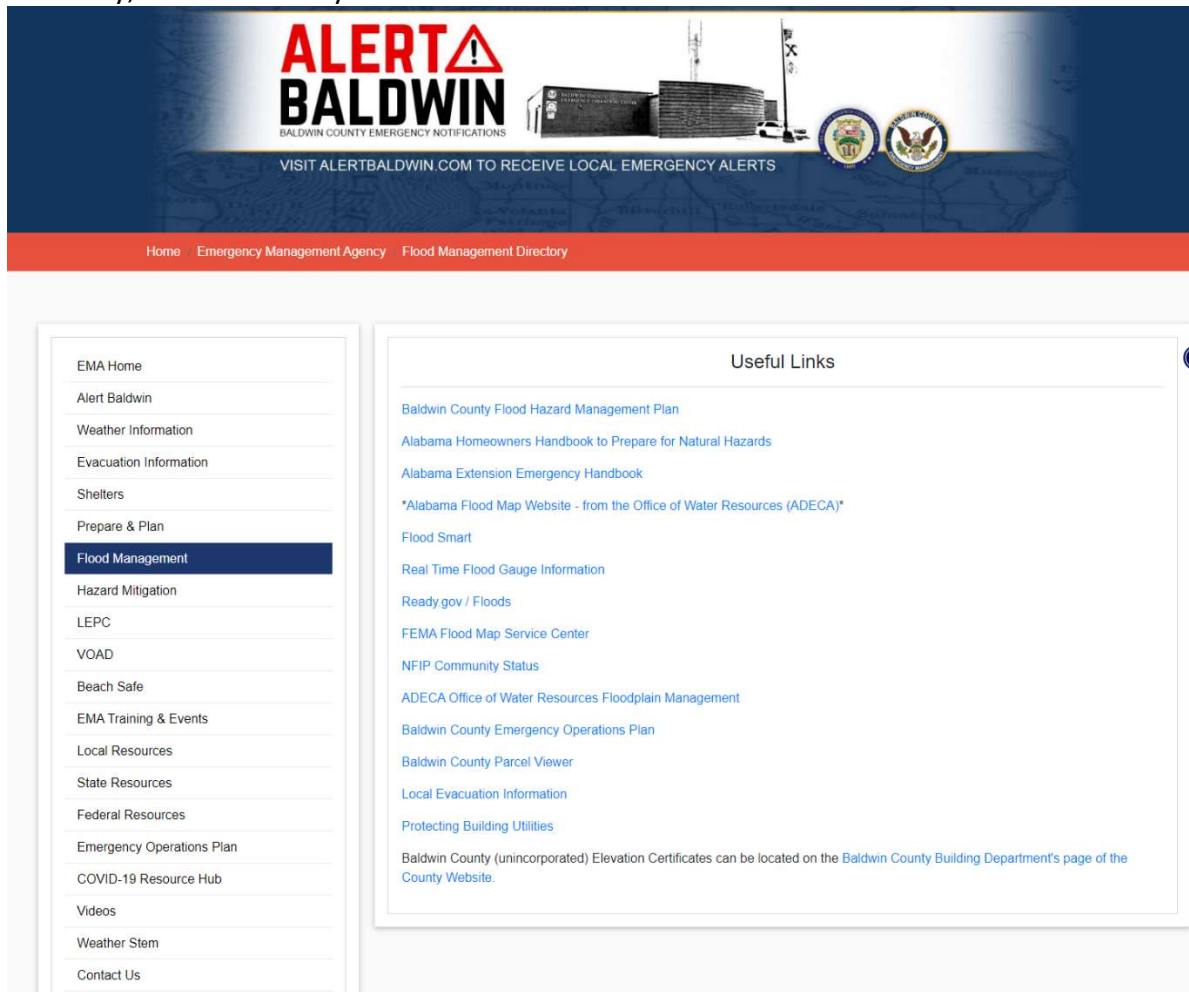 ALERT
BALDWIN
BALDWIN COUNTY EMERGENCY NOTIFICATIONS
VISIT ALERTBALDWIN.COM TO RECEIVE LOCAL EMERGENCY ALERTS
Home / Emergency Management Agency / Flood Management Directory
EMA Home
Alert Baldwin
Weather Information
Evacuation Information
Shelters
Prepare & Plan
Flood Management
Hazard Mitigation
LEPC
VOAD
Beach Safe
EMA Training & Events
Local Resources
State Resources
Federal Resources
Emergency Operations Plan
COVID-19 Resource Hub
Videos
Weather Stem
Contact Us
Useful Links
Baldwin County Flood Hazard Management Plan
Alabama Homeowners Handbook to Prepare for Natural Hazards
Alabama Extension Emergency Handbook
*Alabama Flood Map Website - from the Office of Water Resources (ADECA)*
Flood Smart
Real Time Flood Gauge Information
Ready.gov / Floods
FEMA Flood Map Service Center
NFIP Community Status
ADECA Office of Water Resources Floodplain Management
Baldwin County Emergency Operations Plan
Baldwin County Parcel Viewer
Local Evacuation Information
Protecting Building Utilities
Baldwin County (unincorporated) Elevation Certificates can be located on the Baldwin County Building Department's page of the
County Website.